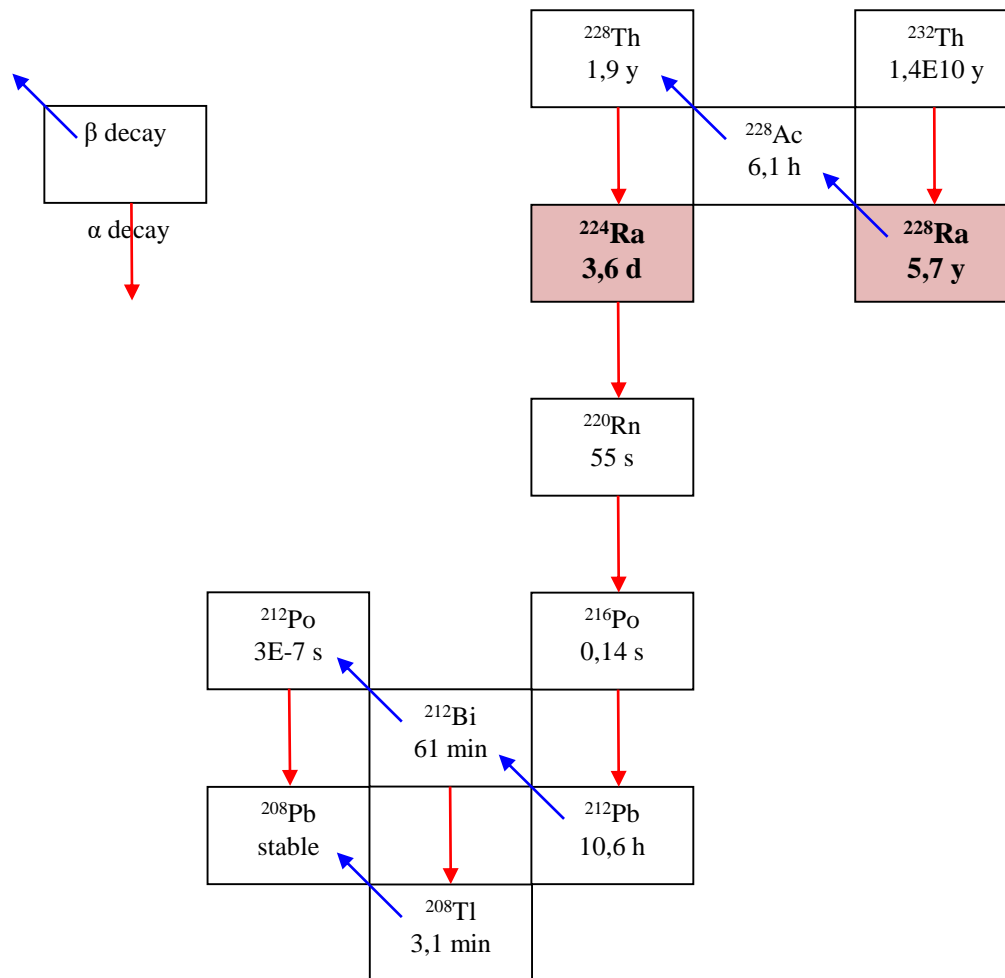 ²²⁸Th
1,9 y
²³²Th
1,4E10 y
β decay
²²⁸Ac
6,1 h
α decay
²²⁴Ra
3,6 d
²²⁸Ra
5,7 y
²²⁰Rn
55 s
²¹²Po
3E-7 s
²¹⁶Po
0,14 s
²¹²Bi
61 min
²⁰⁸Pb
stable
²¹²Pb
10,6 h
²⁰⁸Tl
3,1 min